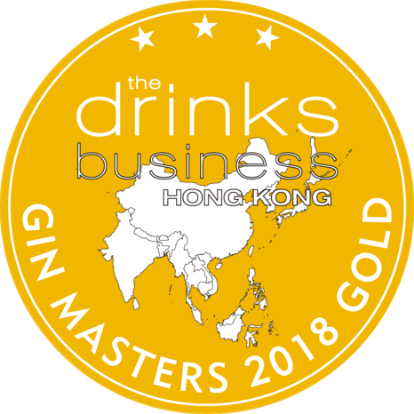 the
drinks
business
HONG KONG
GIN MASTERS 2018 GOLD